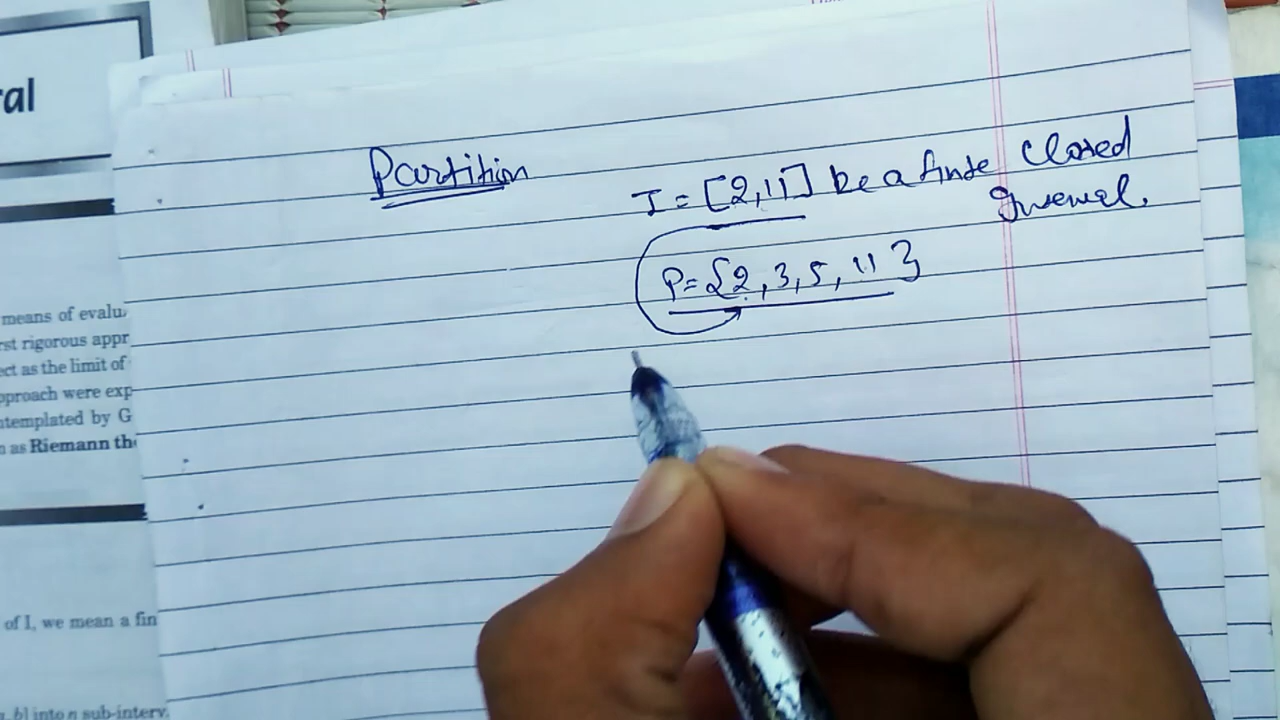 ral
Partition
I = [2, 11] be a finite Closed
Interval.
P = {2, 3, 5, 11}
means of evalu
rst rigorous appr
ect as the limit of
pproach were exp
ntemplated by G
n as Riemann th
of I, we mean a fin
, b] into n sub-interv